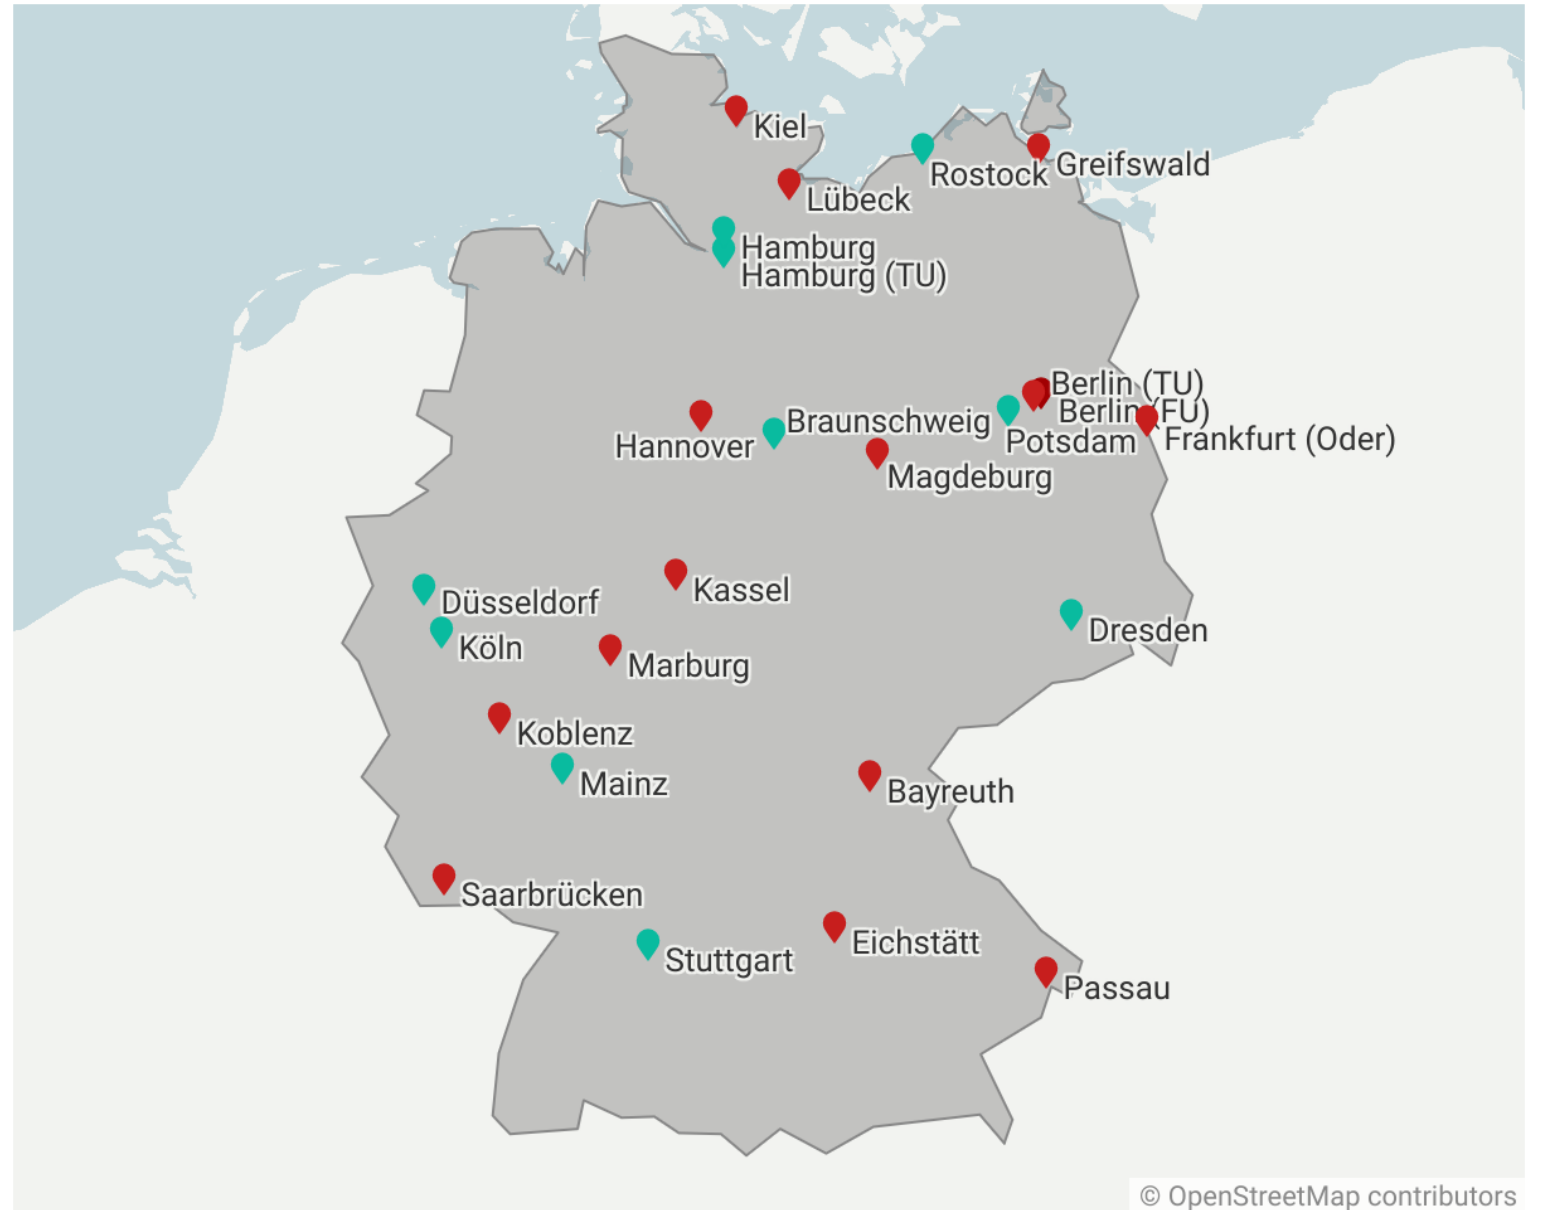 Kiel
Greifswald
Rostock
Lübeck
Hamburg
Hamburg (TU)
Berlin (TU)
Berlin (FU)
Braunschweig
Potsdam
Frankfurt (Oder)
Hannover
Magdeburg
Kassel
Düsseldorf
Dresden
Köln
Marburg
Koblenz
Mainz
Bayreuth
Saarbrücken
Eichstätt
Stuttgart
Passau
© OpenStreetMap contributors